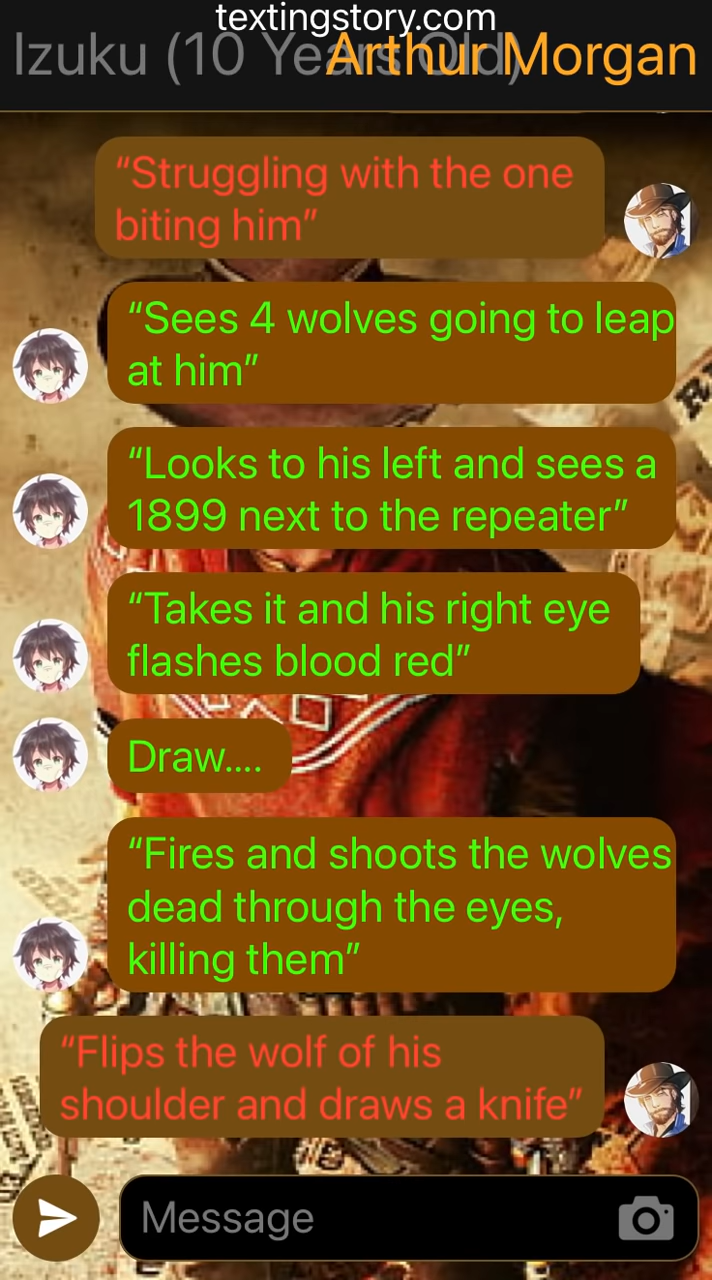 textingstory.com
Izuku (10 Years Old)
Arthur Morgan
“Struggling with the one
biting him”
“Sees 4 wolves going to leap
at him”
“Looks to his left and sees a
1899 next to the repeater”
“Takes it and his right eye
flashes blood red”
Draw....
“Fires and shoots the wolves
dead through the eyes,
killing them”
“Flips the wolf of his
shoulder and draws a knife”
Message